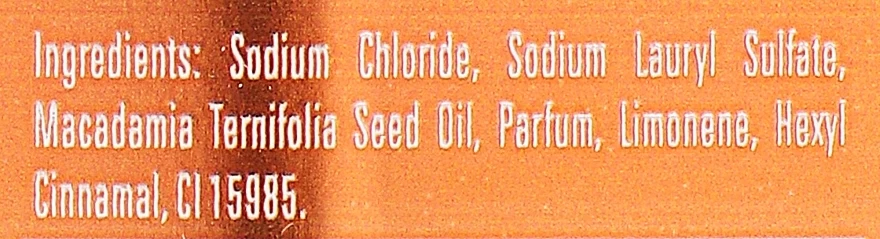 Ingredients: Sodium Chloride, Sodium Lauryl Sulfate,
Macadamia Ternifolia Seed Oil, Parfum, Limonene, Hexyl
Cinnamal, CI 15985.